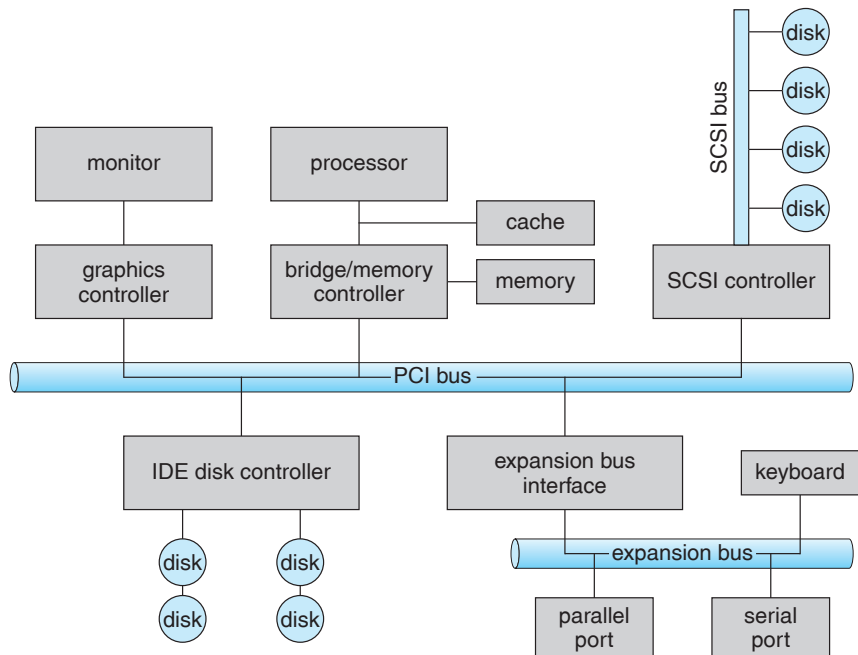 disk
disk
disk
disk
SCSI bus
monitor
processor
cache
graphics
controller
bridge/memory
controller
memory
SCSI controller
PCI bus
IDE disk controller
expansion bus
interface
keyboard
disk
disk
expansion bus
disk
disk
parallel
port
serial
port